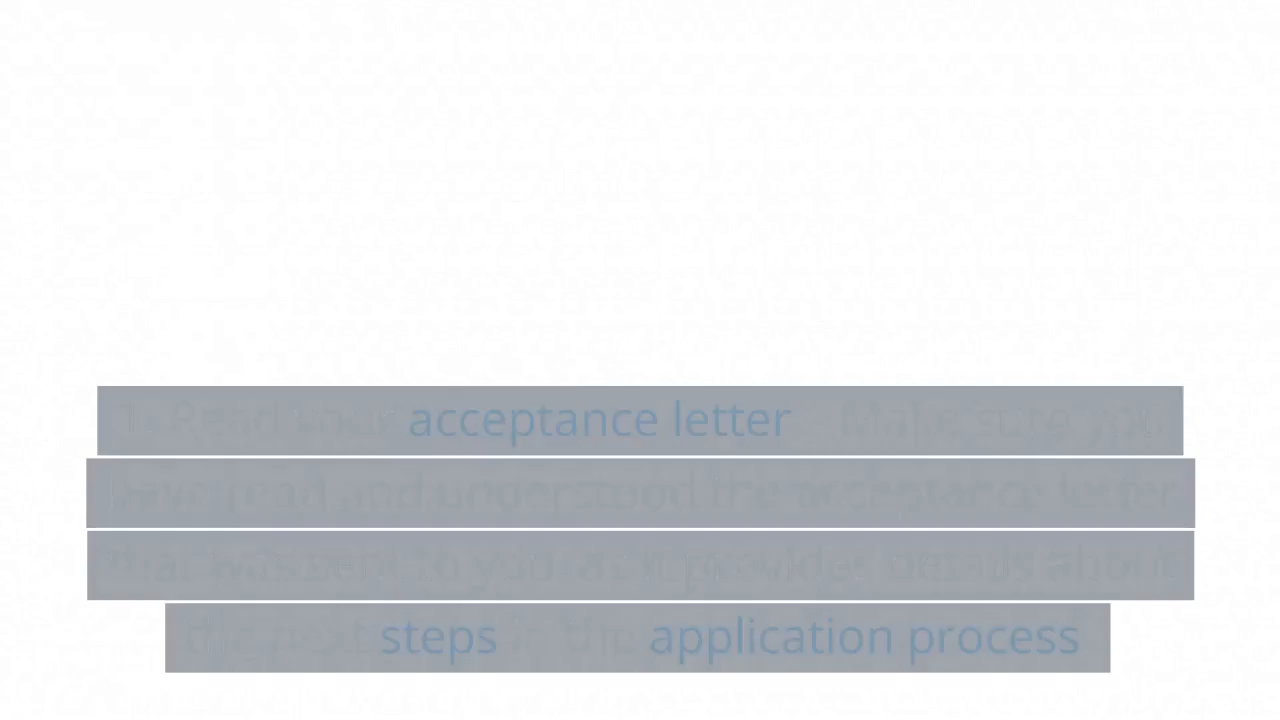 1. Read your acceptance letter - Make sure you
have read and understood the acceptance letter
that was sent to you, as it provides details about
the next steps in the application process